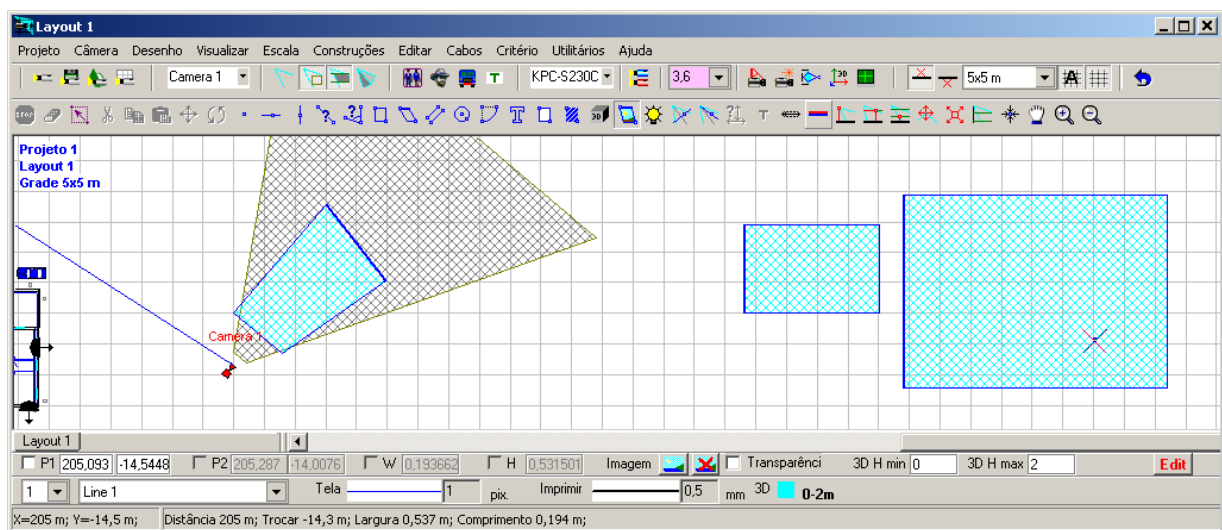 Layout 1
Projeto Câmera Desenho Visualizar Escala Construções Editar Cabos Critério Utilitários Ajuda
Camera 1 KPC-S230C 3,6 5x5 m
Projeto 1
Layout 1
Grade 5x5 m
Camera 1
Layout 1
P1 205,093 -14,5448 P2 205,287 -14,0076 W 0,193662 H 0,531501 Imagem Transparênci 3D H min 0 3D H max 2 Edit
1 Line 1 Tela 1 pix. Imprimir 0,5 mm 3D 0-2m
X=205 m; Y=-14,5 m; Distância 205 m; Trocar -14,3 m; Largura 0,537 m; Comprimento 0,194 m;